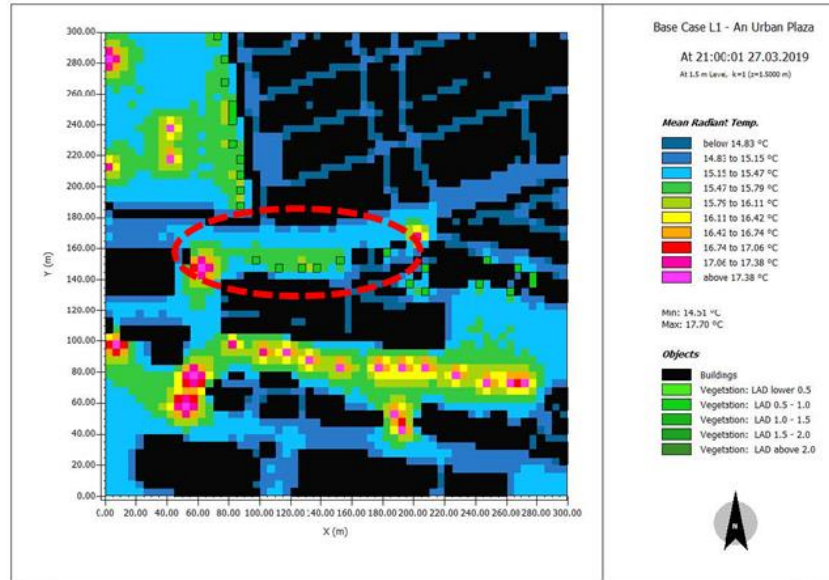 Base Case L1 - An Urban Plaza
At 21:00:01 27.03.2019
At 1.5 m Level, k=1 (z=1.5000 m)
Mean Radiant Temp.
below 14.83 °C
14.83 to 15.15 °C
15.15 to 15.47 °C
15.47 to 15.79 °C
15.79 to 16.11 °C
16.11 to 16.42 °C
16.42 to 16.74 °C
16.74 to 17.06 °C
17.06 to 17.38 °C
above 17.38 °C
Min: 14.51 °C
Max: 17.70 °C
Objects
Buildings
Vegetation: LAD lower 0.5
Vegetation: LAD 0.5 - 1.0
Vegetation: LAD 1.0 - 1.5
Vegetation: LAD 1.5 - 2.0
Vegetation: LAD above 2.0
N
300.00
280.00
260.00
240.00
220.00
200.00
180.00
160.00
140.00
120.00
100.00
80.00
60.00
40.00
20.00
0.00
Y (m)
0.00 20.00 40.00 60.00 80.00 100.00 120.00 140.00 160.00 180.00 200.00 220.00 240.00 260.00 280.00 300.00
X (m)